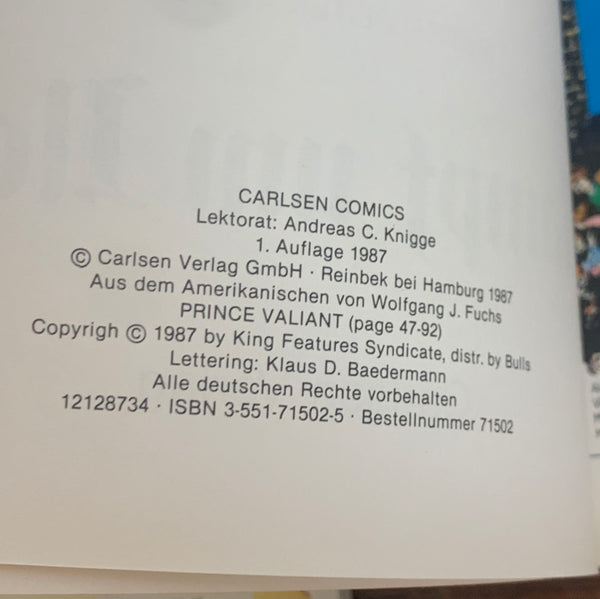 CARLSEN COMICS
Lektorat: Andreas C. Knigge
1. Auflage 1987
© Carlsen Verlag GmbH · Reinbek bei Hamburg 1987
Aus dem Amerikanischen von Wolfgang J. Fuchs
PRINCE VALIANT (page 47-92)
Copyrigh © 1987 by King Features Syndicate, distr. by Bulls
Lettering: Klaus D. Baedermann
Alle deutschen Rechte vorbehalten
12128734 · ISBN 3-551-71502-5 · Bestellnummer 71502